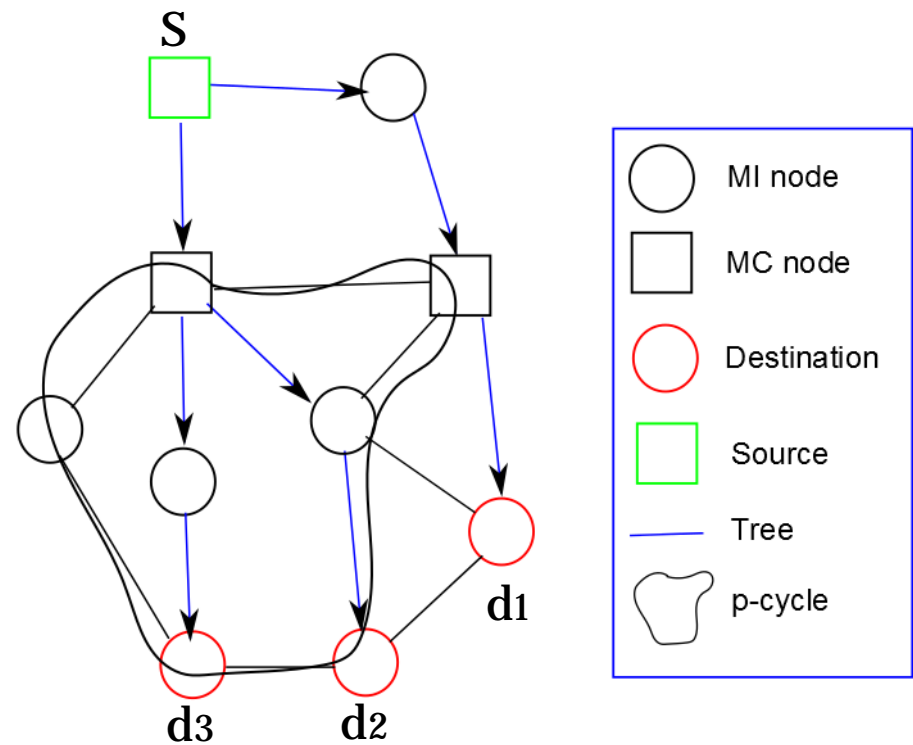 S
MI node
MC node
Destination
Source
Tree
p-cycle
d1
d3
d2